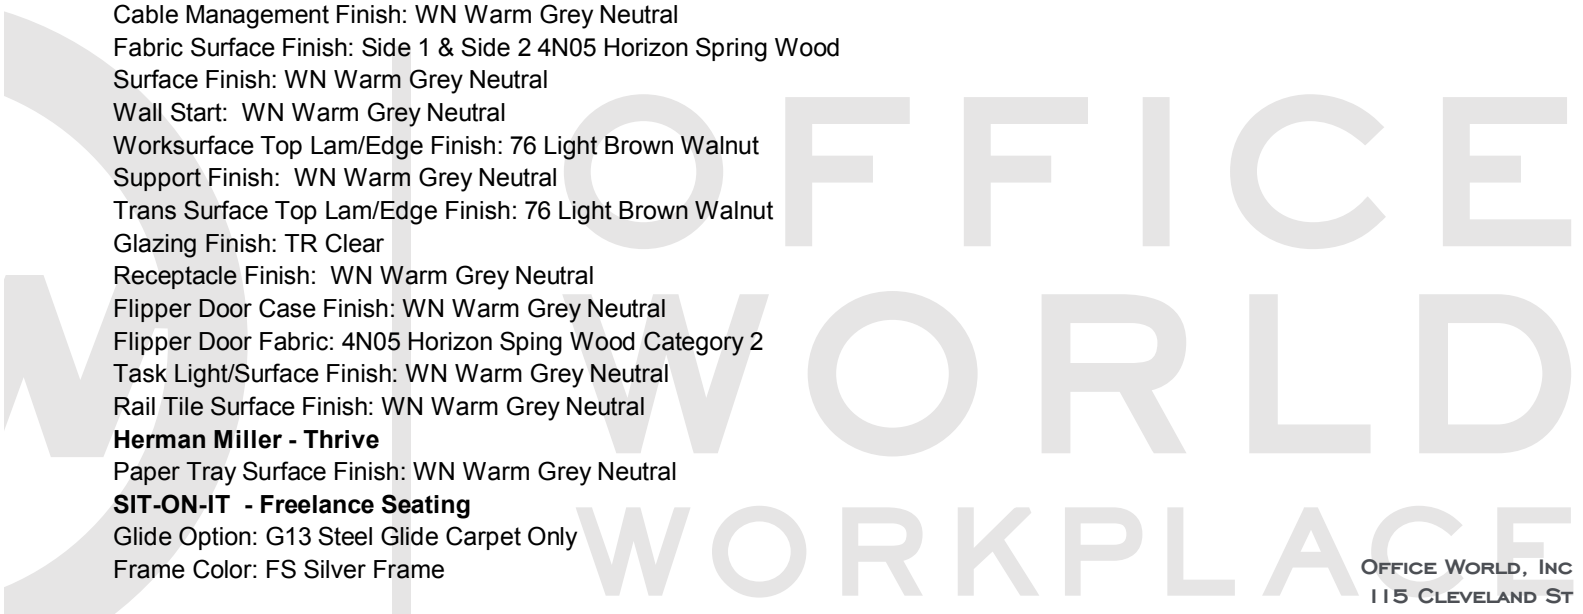 Cable Management Finish: WN Warm Grey Neutral
Fabric Surface Finish: Side 1 & Side 2 4N05 Horizon Spring Wood
Surface Finish: WN Warm Grey Neutral
Wall Start:  WN Warm Grey Neutral
Worksurface Top Lam/Edge Finish: 76 Light Brown Walnut
Support Finish:  WN Warm Grey Neutral
Trans Surface Top Lam/Edge Finish: 76 Light Brown Walnut
Glazing Finish: TR Clear
Receptacle Finish:  WN Warm Grey Neutral
Flipper Door Case Finish: WN Warm Grey Neutral
Flipper Door Fabric: 4N05 Horizon Sping Wood Category 2
Task Light/Surface Finish: WN Warm Grey Neutral
Rail Tile Surface Finish: WN Warm Grey Neutral
Herman Miller - Thrive
Paper Tray Surface Finish: WN Warm Grey Neutral
SIT-ON-IT  - Freelance Seating
Glide Option: G13 Steel Glide Carpet Only
Frame Color: FS Silver Frame
OFFICE
WORLD
WORKPLACE
W
OFFICE WORLD, INC
115 CLEVELAND ST